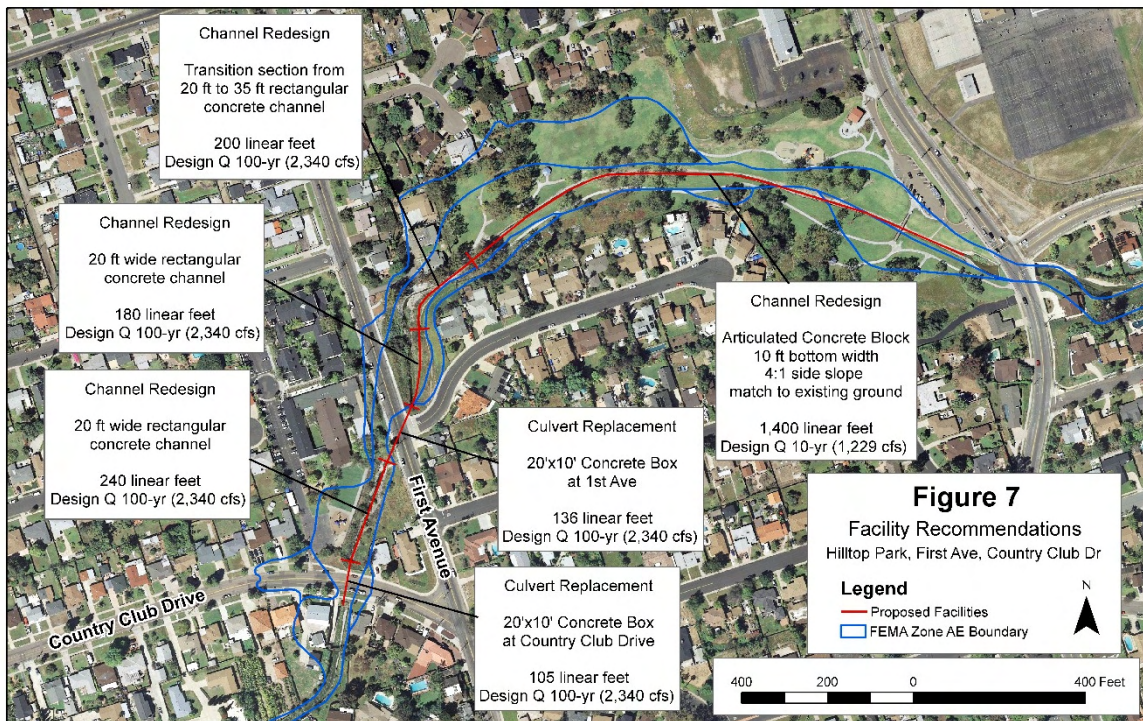 Channel Redesign
Transition section from
20 ft to 35 ft rectangular
concrete channel
200 linear feet
Design Q 100-yr (2,340 cfs)
Channel Redesign
20 ft wide rectangular
concrete channel
180 linear feet
Design Q 100-yr (2,340 cfs)
Channel Redesign
20 ft wide rectangular
concrete channel
240 linear feet
Design Q 100-yr (2,340 cfs)
Culvert Replacement
20'x10' Concrete Box
at 1st Ave
136 linear feet
Design Q 100-yr (2,340 cfs)
Culvert Replacement
20'x10' Concrete Box
at Country Club Drive
105 linear feet
Design Q 100-yr (2,340 cfs)
Channel Redesign
Articulated Concrete Block
10 ft bottom width
4:1 side slope
match to existing ground
1,400 linear feet
Design Q 10-yr (1,229 cfs)
First Avenue
Country Club Drive
Figure 7
Facility Recommendations
Hilltop Park, First Ave, Country Club Dr
Legend
Proposed Facilities
FEMA Zone AE Boundary
N
400 200 0 400 Feet